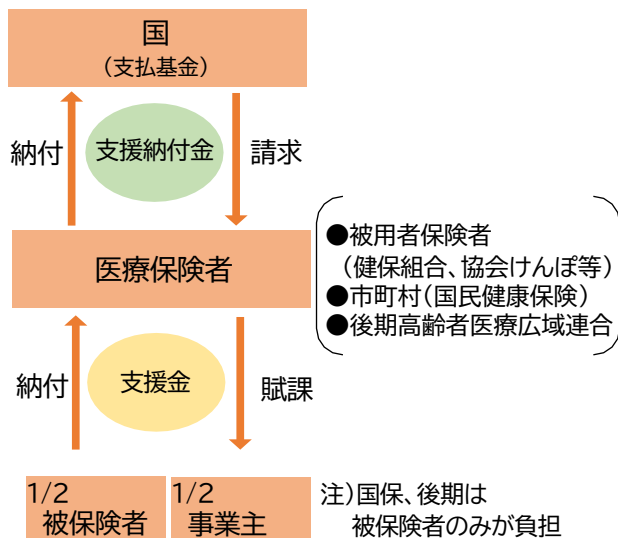 国
（支払基金）
納付
支援納付金
請求
医療保険者
●被用者保険者
（健保組合、協会けんぽ等）
●市町村（国民健康保険）
●後期高齢者医療広域連合
納付
支援金
賦課
1/2
被保険者
1/2
事業主
注）国保、後期は
被保険者のみが負担